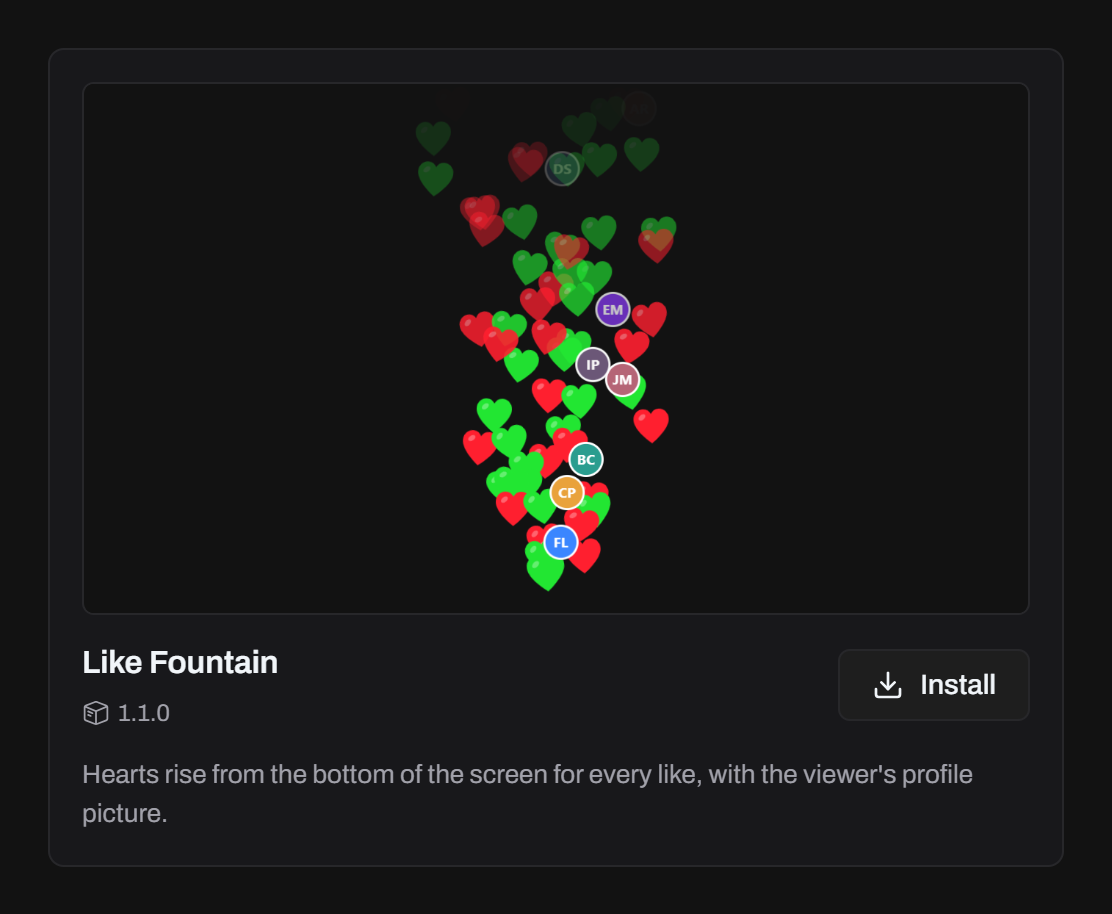 DS
EM
IP
JM
BC
CP
FL
Like Fountain
1.1.0
Install
Hearts rise from the bottom of the screen for every like, with the viewer's profile
picture.